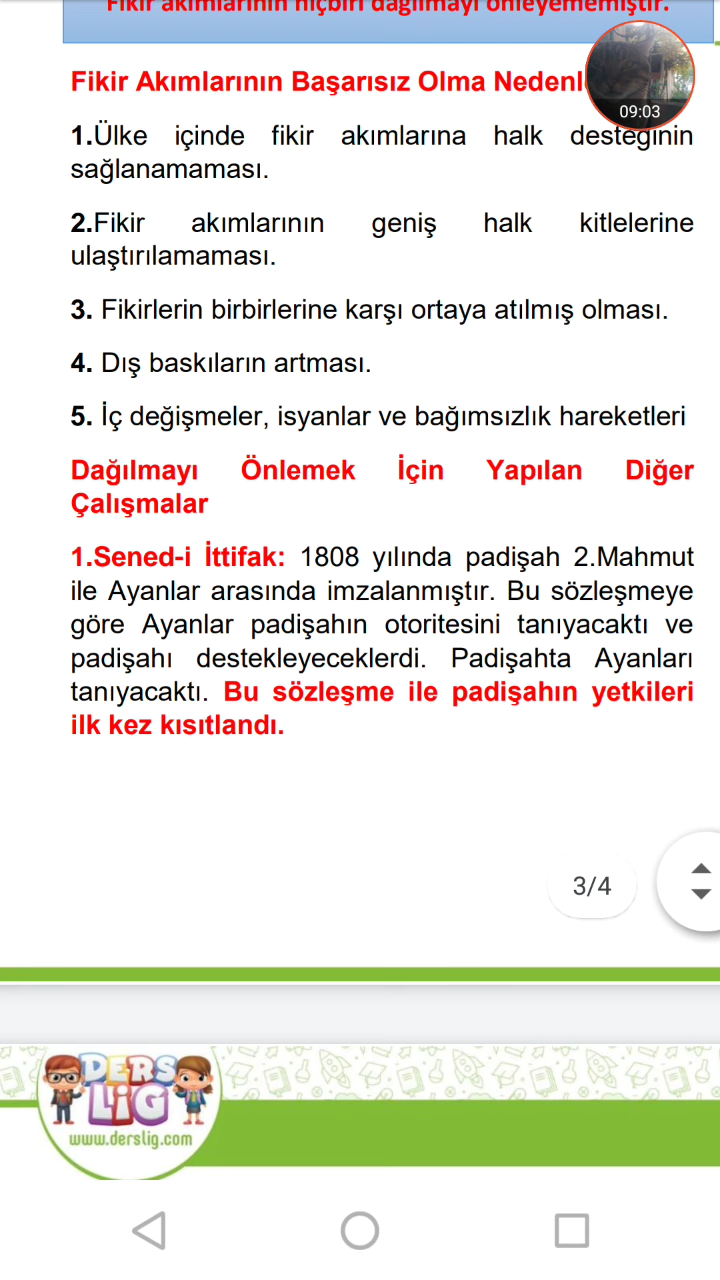 Fikir akımlarının hiçbiri dağılmayı önleyememiştir.
Fikir Akımlarının Başarısız Olma
09:03
1.Ülke içinde fikir akımlarına halk desteğinin
sağlanamaması.
2.Fikir akımlarının geniş halk kitlelerine
ulaştırılamaması.
3. Fikirlerin birbirlerine karşı ortaya atılmış olması.
4. Dış baskıların artması.
5. İç değişmeler, isyanlar ve bağımsızlık hareketleri
Dağılmayı Önlemek İçin Yapılan Diğer
Çalışmalar
1.Sened-i İttifak: 1808 yılında padişah 2.Mahmut
ile Ayanlar arasında imzalanmıştır. Bu sözleşmeye
göre Ayanlar padişahın otoritesini tanıyacaktı ve
padişahı destekleyeceklerdi. Padişahta Ayanları
tanıyacaktı. Bu sözleşme ile padişahın yetkileri
ilk kez kısıtlandı.
3/4
DERS
LİG
www.derslig.com